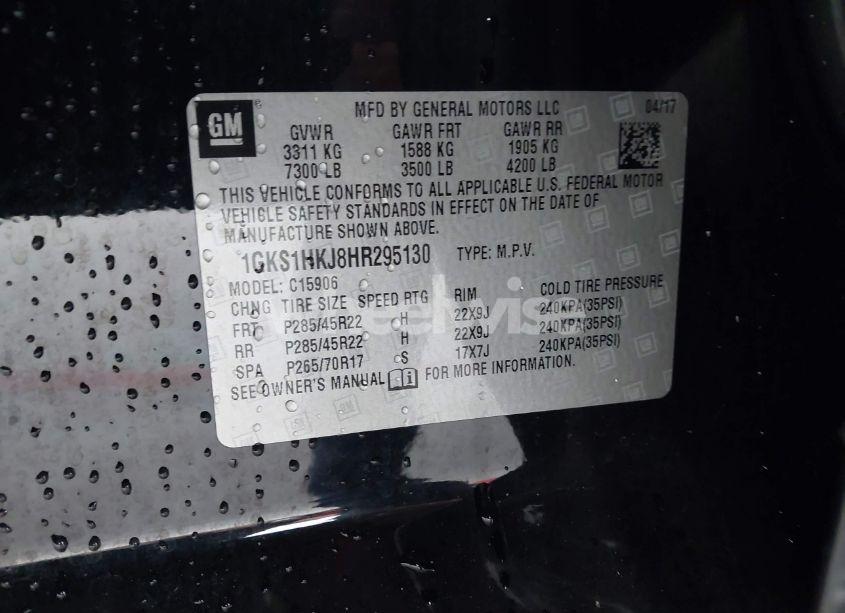 GM
MFD BY GENERAL MOTORS LLC 04/17
GVWR GAWR FRT GAWR RR
3311 KG 1588 KG 1905 KG
7300 LB 3500 LB 4200 LB
THIS VEHICLE CONFORMS TO ALL APPLICABLE U.S. FEDERAL MOTOR
VEHICLE SAFETY STANDARDS IN EFFECT ON THE DATE OF
MANUFACTURE SHOWN ABOVE.
1GKS1HKJ8HR295130 TYPE: M.P.V.
MODEL: C15906
CHNG TIRE SIZE SPEED RTG RIM COLD TIRE PRESSURE
FRT P285/45R22 H 22X9J 240KPA(35PSI)
RR P285/45R22 H 22X9J 240KPA(35PSI)
SPA P265/70R17 S 17X7J 240KPA(35PSI)
SEE OWNER'S MANUAL FOR MORE INFORMATION.